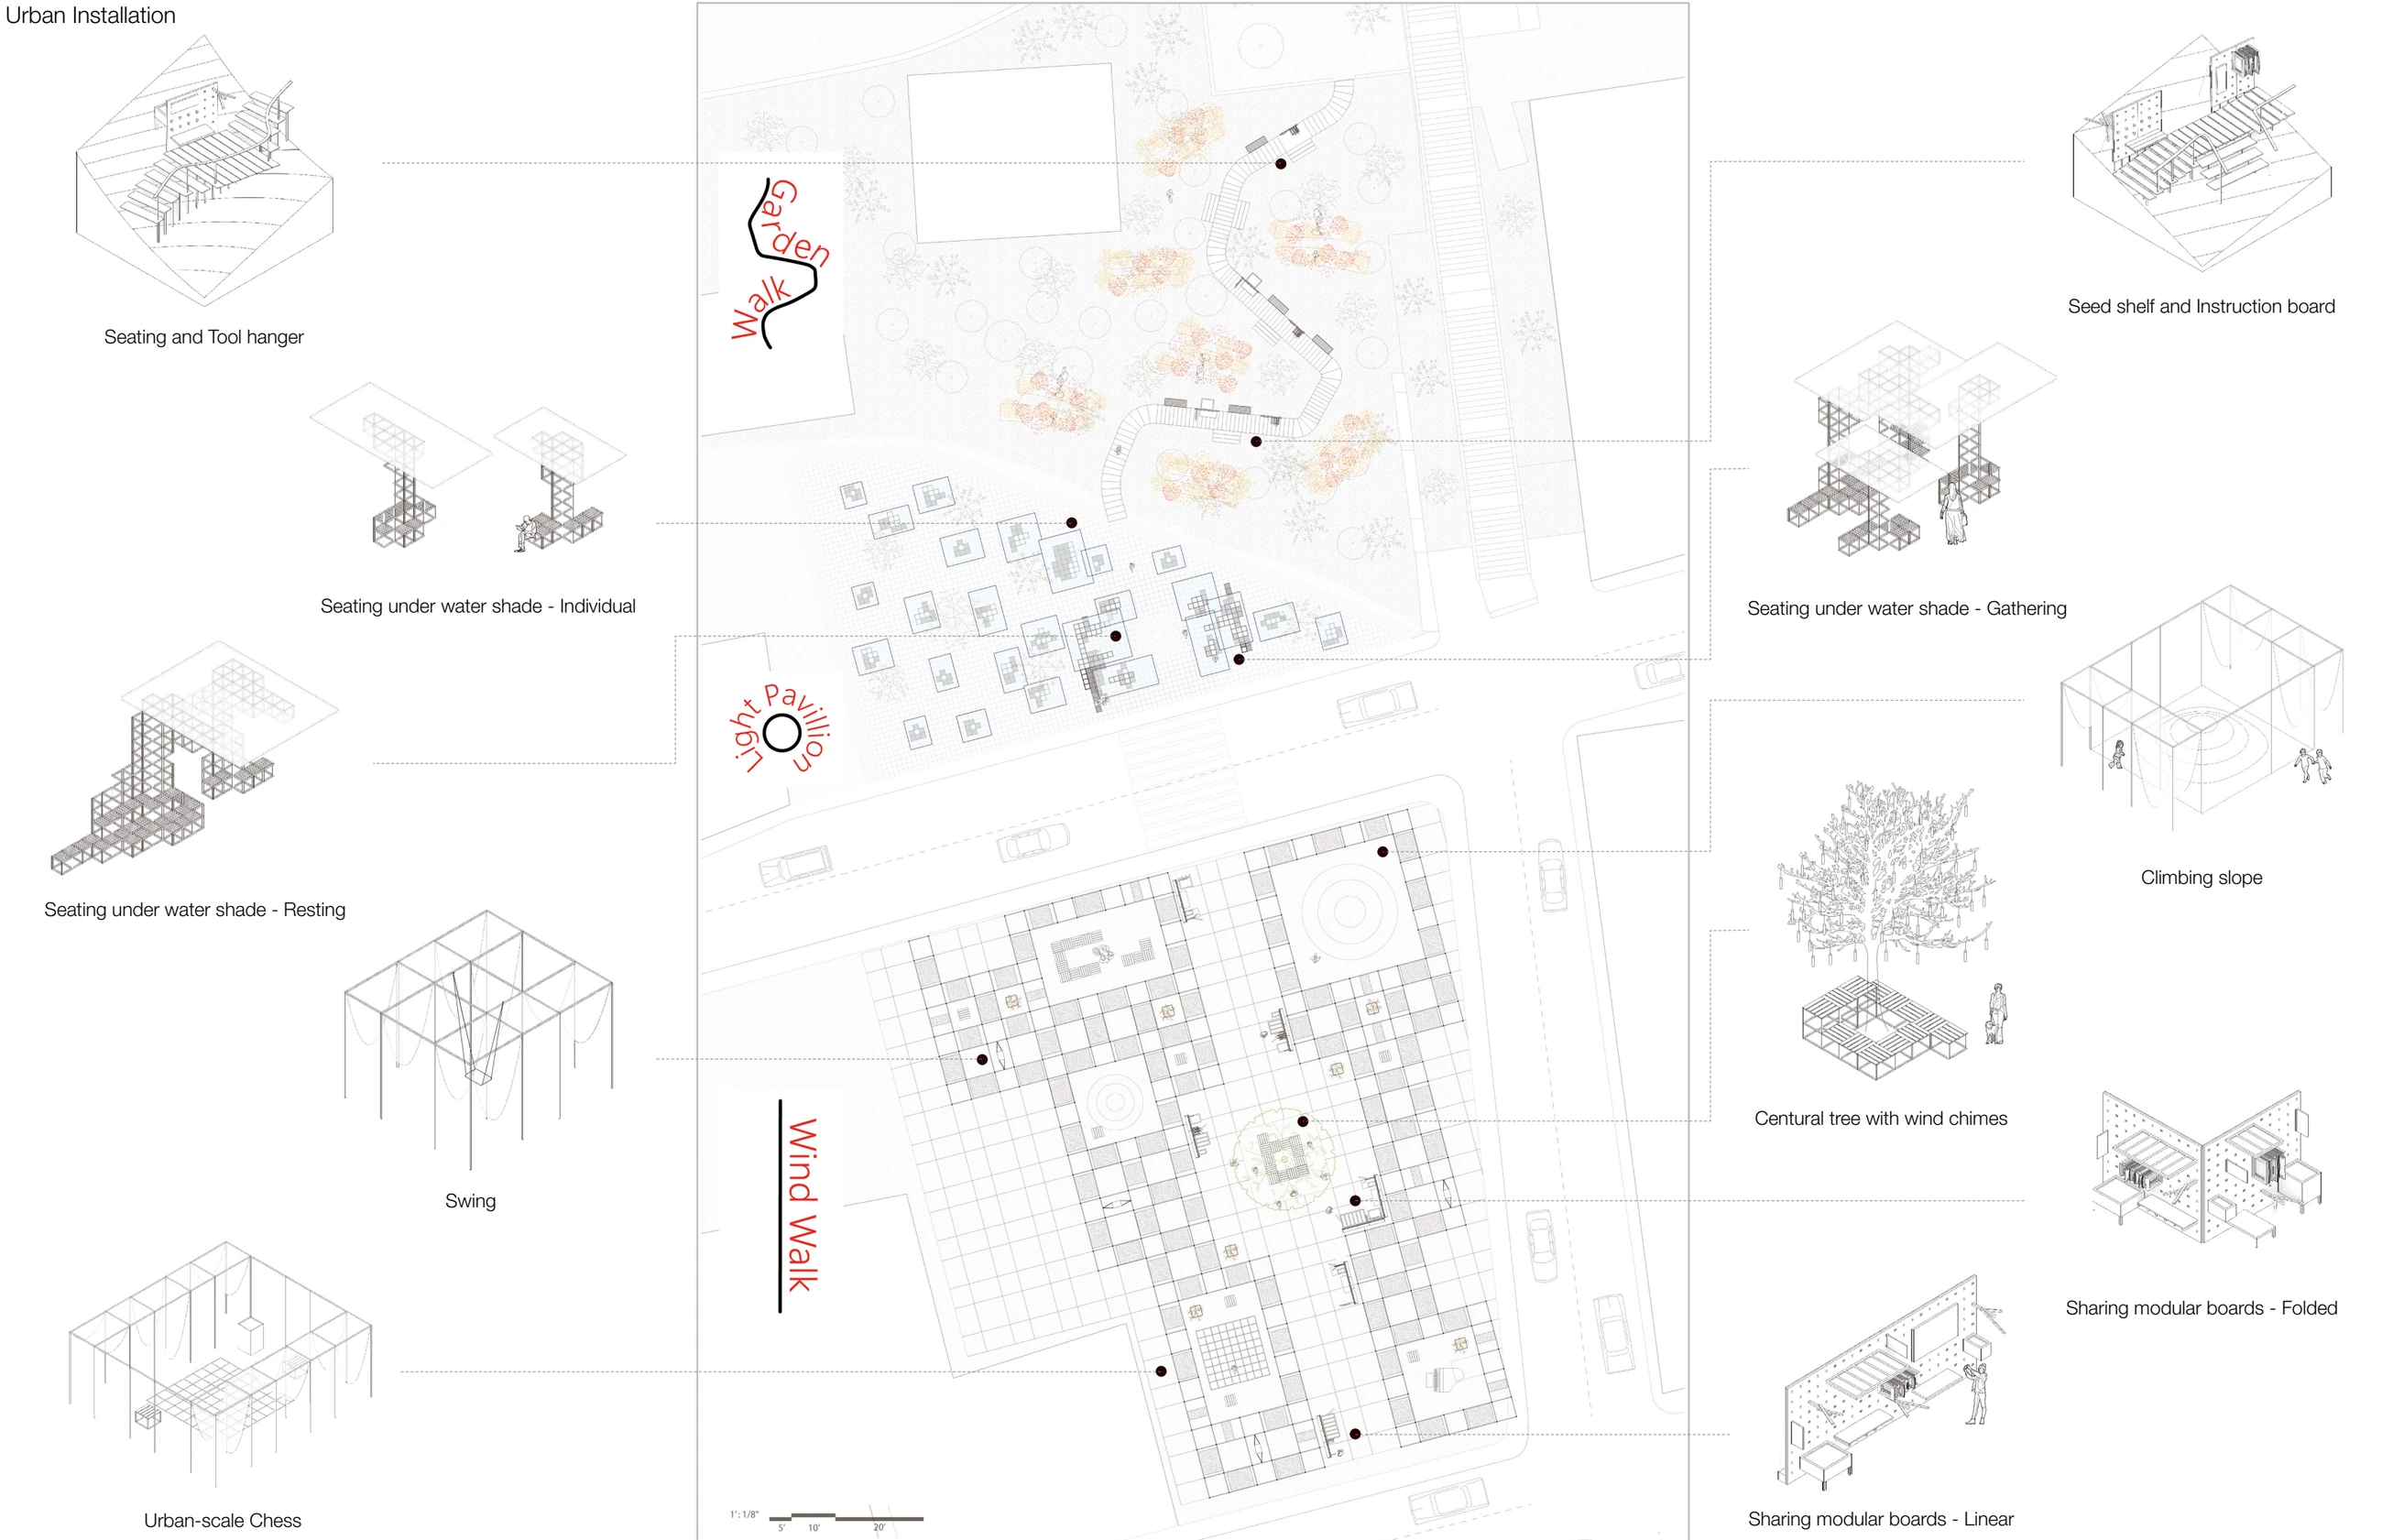 Urban Installation
Seating and Tool hanger
Seating under water shade - Individual
Seating under water shade - Resting
Swing
Urban-scale Chess
Garden
Walk
Light Pavillion
Wind Walk
1': 1/8"
5' 10' 20'
Seed shelf and Instruction board
Seating under water shade - Gathering
Climbing slope
Centural tree with wind chimes
Sharing modular boards - Folded
Sharing modular boards - Linear